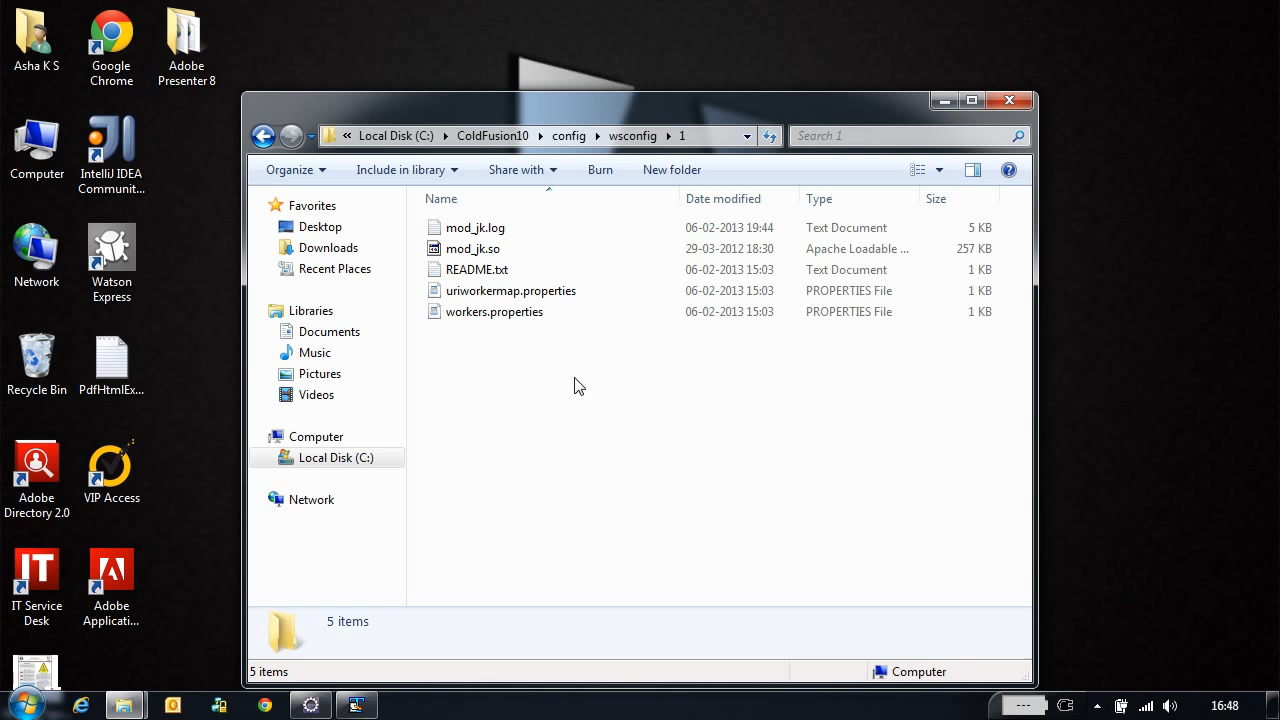 Asha K S
Google
Chrome
Adobe
Presenter 8
Computer
IntelliJ IDEA
Communit...
Network
Watson
Express
Recycle Bin
PdfHtmlEx...
Adobe
Directory 2.0
VIP Access
IT
IT Service
Desk
Adobe
Applicati...
« Local Disk (C:) ColdFusion10 config wsconfig 1
Search 1
Organize Include in library Share with Burn New folder
Name Date modified Type Size
Favorites
Desktop
Downloads
Recent Places
Libraries
Documents
Music
Pictures
Videos
Computer
Local Disk (C:)
Network
mod_jk.log 06-02-2013 19:44 Text Document 5 KB
mod_jk.so 29-03-2012 18:30 Apache Loadable ... 257 KB
README.txt 06-02-2013 15:03 Text Document 1 KB
uriworkermap.properties 06-02-2013 15:03 PROPERTIES File 1 KB
workers.properties 06-02-2013 15:03 PROPERTIES File 1 KB
5 items
5 items Computer
--- 16:48